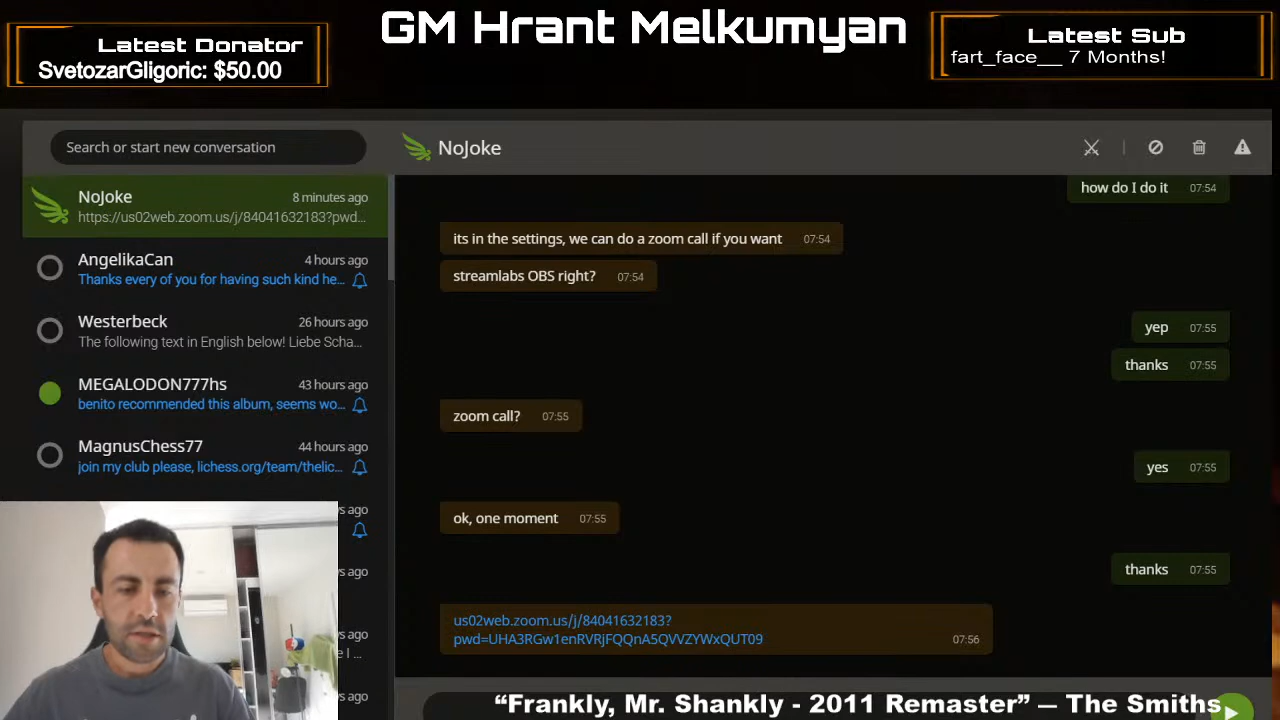 GM Hrant Melkumyan
Latest Donator
SvetozarGligoric: $50.00
Latest Sub
fart_face__ 7 Months!
Search or start new conversation
NoJoke
8 minutes ago
https://us02web.zoom.us/j/84041632183?pwd...
AngelikaCan
4 hours ago
Thanks every of you for having such kind he...
Westerbeck
26 hours ago
The following text in English below! Liebe Scha...
MEGALODON777hs
43 hours ago
benito recommended this album, seems wo...
MagnusChess77
44 hours ago
join my club please, lichess.org/team/thelic...
s ago
s ago
s ago
e I ...
s ago
NoJoke
how do I do it 07:54
its in the settings, we can do a zoom call if you want 07:54
streamlabs OBS right? 07:54
yep 07:55
thanks 07:55
zoom call? 07:55
yes 07:55
ok, one moment 07:55
thanks 07:55
us02web.zoom.us/j/84041632183?
pwd=UHA3RGw1enRVRjFQQnA5QVVZYWxQUT09 07:56
“Frankly, Mr. Shankly - 2011 Remaster” — The Smiths